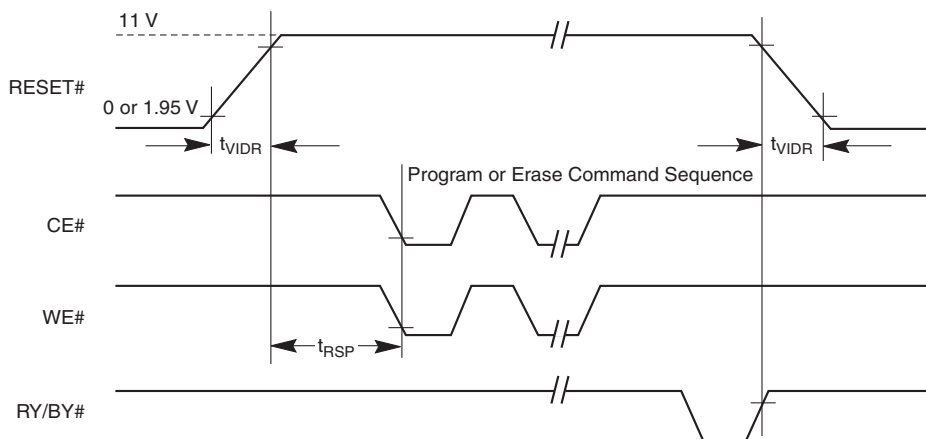 11 V
RESET#
0 or 1.95 V
tVIDR
tVIDR
Program or Erase Command Sequence
CE#
WE#
tRSP
RY/BY#